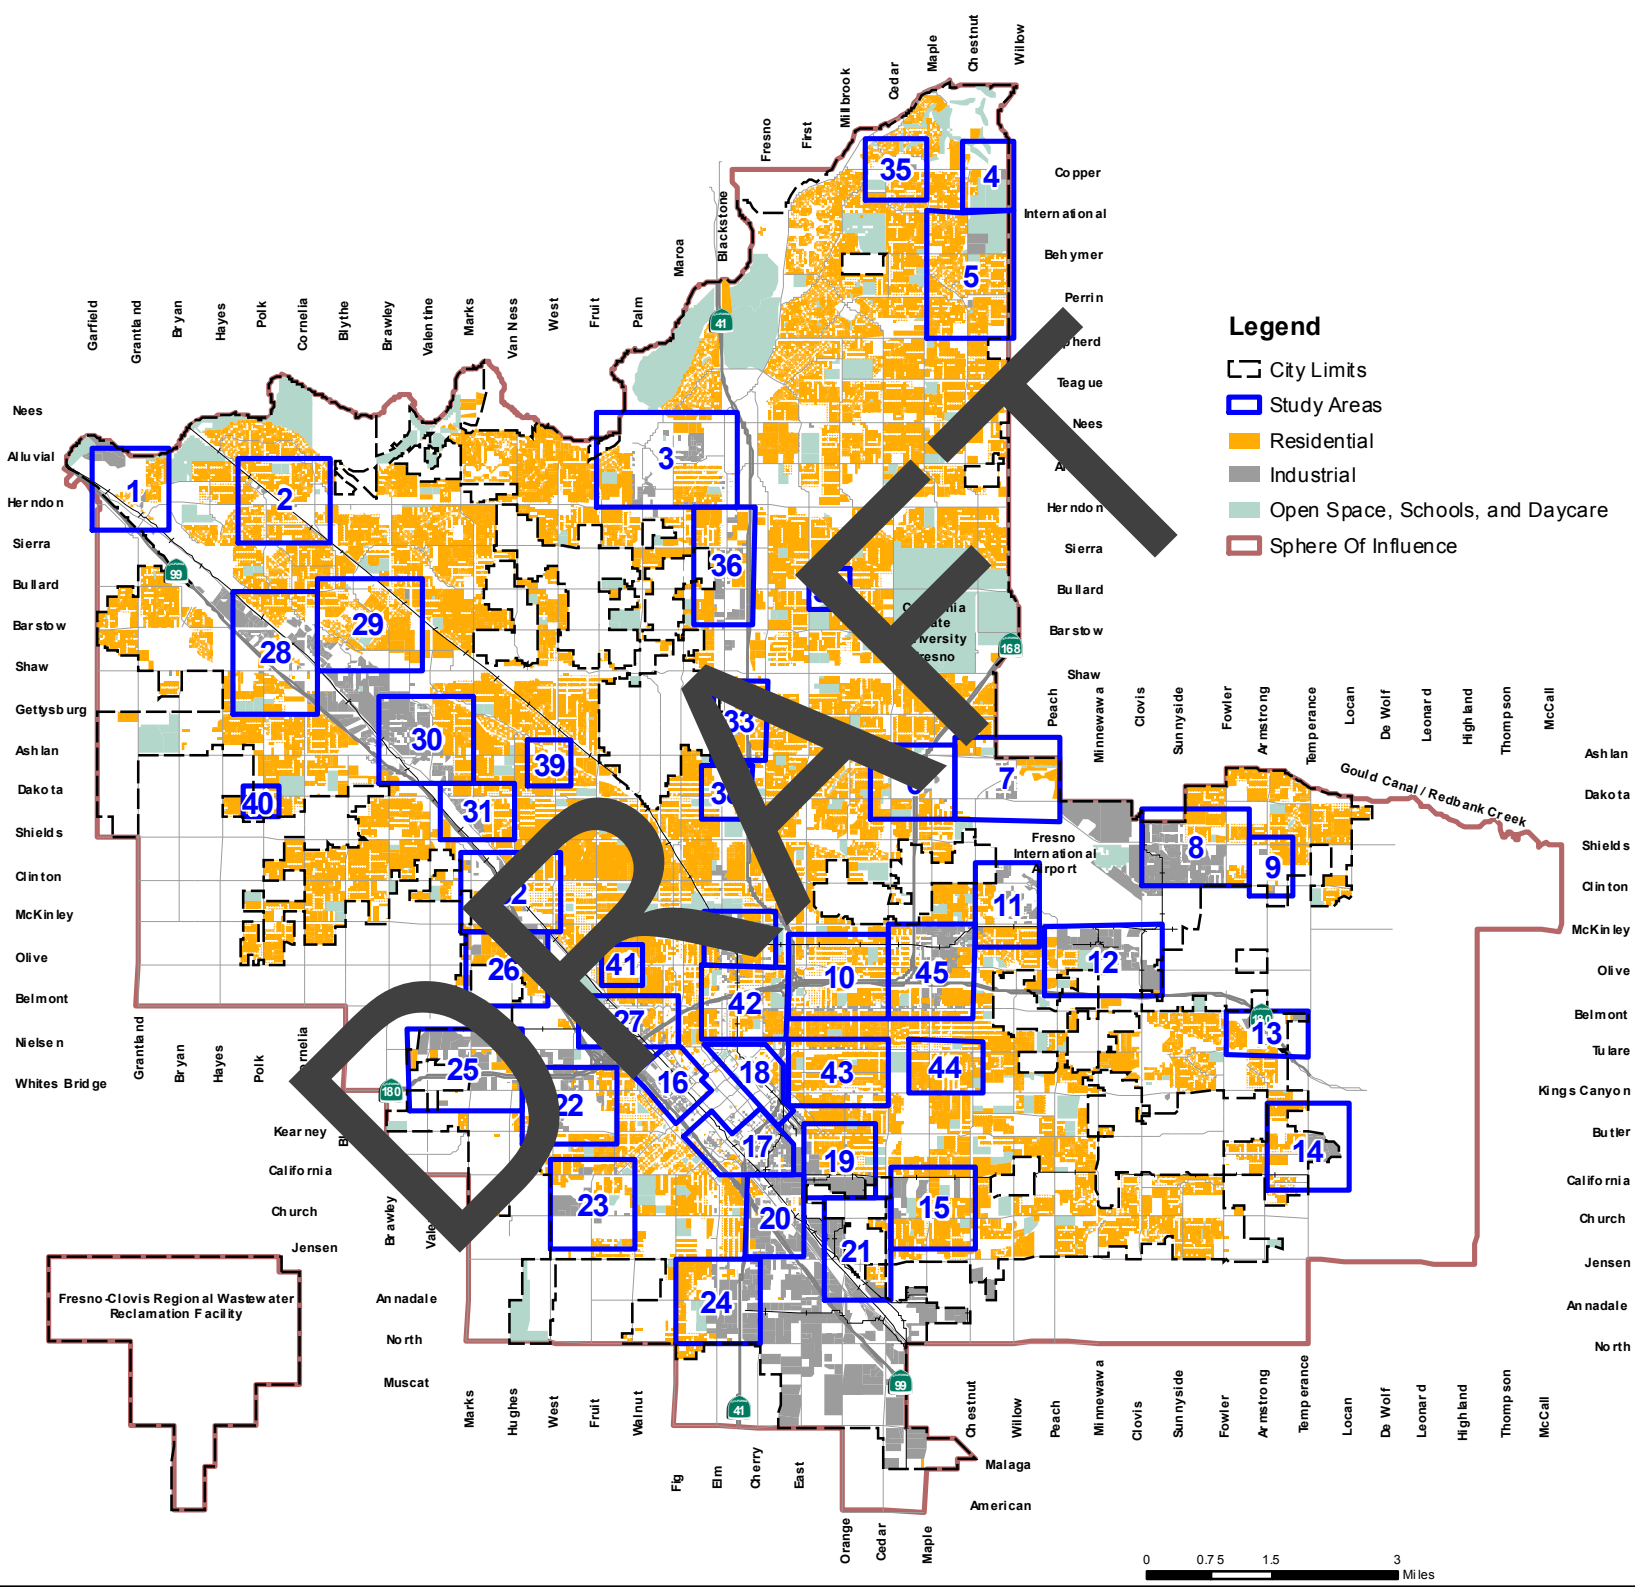 Willow
Chestnut
Maple
Cedar
Millbrook
First
Fresno
Blackstone
Maroa
Copper
International
Behymer
Perrin
pherd
Teague
Nees
Herndon
Sierra
Bullard
Barstow
Shaw
35
4
5
41
Garfield
Grantland
Bryan
Hayes
Polk
Cornelia
Blythe
Brawley
Valentine
Marks
Van Ness
West
Fruit
Palm
Legend
City Limits
Study Areas
Residential
Industrial
Open Space, Schools, and Daycare
Sphere Of Influence
Nees
Alluvial
Herndon
Sierra
Bullard
Barstow
Shaw
Gettysburg
Ashlan
Dakota
Shields
Clinton
McKinley
Olive
Belmont
Nielsen
Whites Bridge
1
2
3
99
36
29
28
168
30
39
33
40
31
7
8
9
11
26
41
10
45
12
42
27
13
180
25
16
18
43
44
22
17
19
14
23
20
15
21
24
180
99
41
DRAFT
Peach
Minnewawa
Clovis
Sunnyside
Fowler
Armstrong
Temperance
Locan
De Wolf
Leonard
Highland
Thompson
McCall
Gould Canal / Redbank Creek
Fresno
International
Airport
Ashlan
Dakota
Shields
Clinton
McKinley
Olive
Belmont
Tulare
Kings Canyon
Butler
California
Church
Jensen
Annadale
North
Grantland
Bryan
Hayes
Polk
Kearney
California
Church
Jensen
Brawley
Annadale
North
Muscat
Fresno-Clovis Regional Wastewater
Reclamation Facility
Marks
Hughes
West
Fruit
Walnut
Fig
Elm
Cherry
East
Orange
Cedar
Maple
Chestnut
Willow
Peach
Minnewawa
Clovis
Sunnyside
Fowler
Armstrong
Temperance
Locan
De Wolf
Leonard
Highland
Thompson
McCall
Malaga
American
0 0.75 1.5 3
Miles